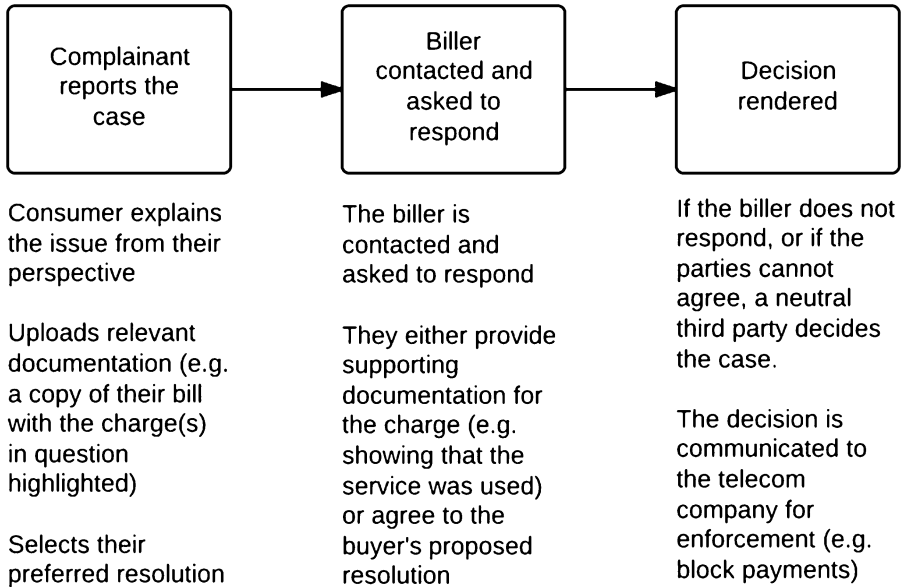 Complainant
reports the
case
Biller
contacted and
asked to
respond
Decision
rendered
Consumer explains
the issue from their
perspective
Uploads relevant
documentation (e.g.
a copy of their bill
with the charge(s)
in question
highlighted)
Selects their
preferred resolution
The biller is
contacted and
asked to respond
They either provide
supporting
documentation for
the charge (e.g.
showing that the
service was used)
or agree to the
buyer's proposed
resolution
If the biller does not
respond, or if the
parties cannot
agree, a neutral
third party decides
the case.
The decision is
communicated to
the telecom
company for
enforcement (e.g.
block payments)